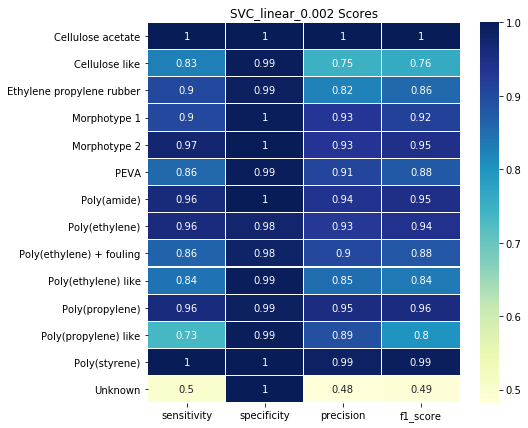 SVC_linear_0.002 Scores
Cellulose acetate 1 1 1 1
Cellulose like 0.83 0.99 0.75 0.76
Ethylene propylene rubber 0.9 0.99 0.82 0.86
Morphotype 1 0.9 1 0.93 0.92
Morphotype 2 0.97 1 0.93 0.95
PEVA 0.86 0.99 0.91 0.88
Poly(amide) 0.96 1 0.94 0.95
Poly(ethylene) 0.96 0.98 0.93 0.94
Poly(ethylene) + fouling 0.86 0.98 0.9 0.88
Poly(ethylene) like 0.84 0.99 0.85 0.84
Poly(propylene) 0.96 0.99 0.95 0.96
Poly(propylene) like 0.73 0.99 0.89 0.8
Poly(styrene) 1 1 0.99 0.99
Unknown 0.5 1 0.48 0.49
sensitivity specificity precision f1_score
1.0
0.9
0.8
0.7
0.6
0.5